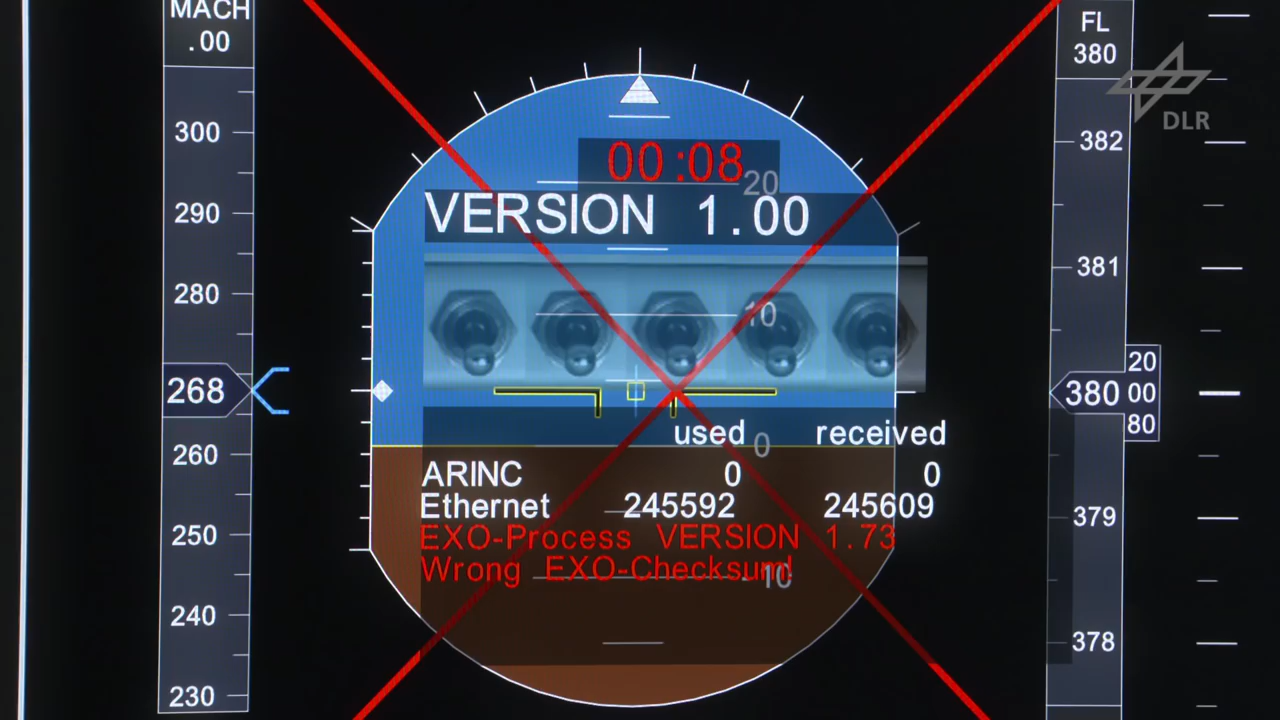 MACH
.00
FL
380
DLR
300
290
280
268
260
250
240
230
00:08
20
VERSION 1.00
10
used received
0
ARINC 0 0
Ethernet 245592 245609
EXO-Process VERSION 1.73
Wrong EXO-Checksum!
10
382
381
380
20
00
80
379
378